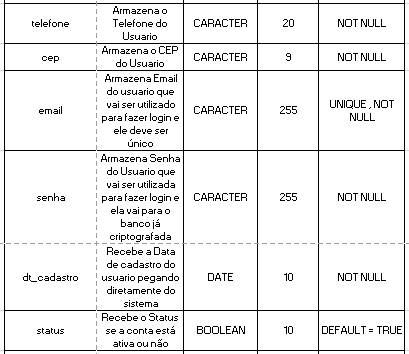 telefone
Armazena o
Telefone do
Usuario
CARACTER
20
NOT NULL
cep
Armazena o CEP
do Usuario
CARACTER
9
NOT NULL
email
Armazena Email
do usuario que
vai ser utilizado
para fazer login e
ele deve ser
único
CARACTER
255
UNIQUE , NOT
NULL
senha
Armazena Senha
do Usuario que
vai ser utilizada
para fazer login e
ela vai para o
banco já
criptografada
CARACTER
255
NOT NULL
dt_cadastro
Recebe a Data
de cadastro do
usuario pegando
diretamente do
sistema
DATE
10
NOT NULL
status
Recebe o Status
se a conta está
ativa ou não
BOOLEAN
10
DEFAULT = TRUE